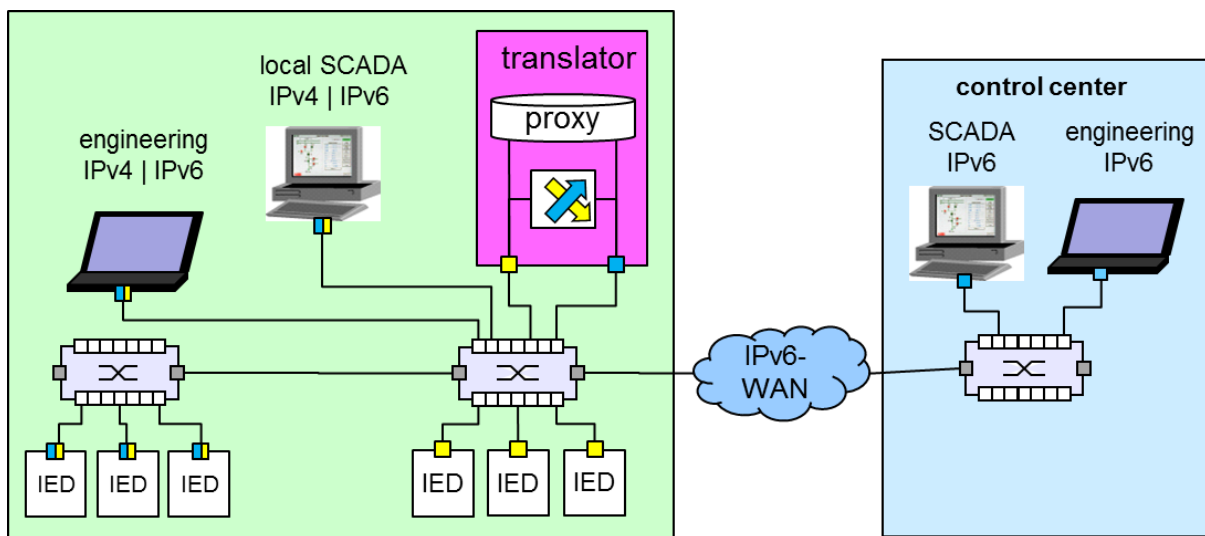 local SCADA
IPv4 | IPv6
engineering
IPv4 | IPv6
translator
proxy
IED
IED
IED
IED
IED
IED
IPv6-
WAN
control center
SCADA
IPv6
engineering
IPv6